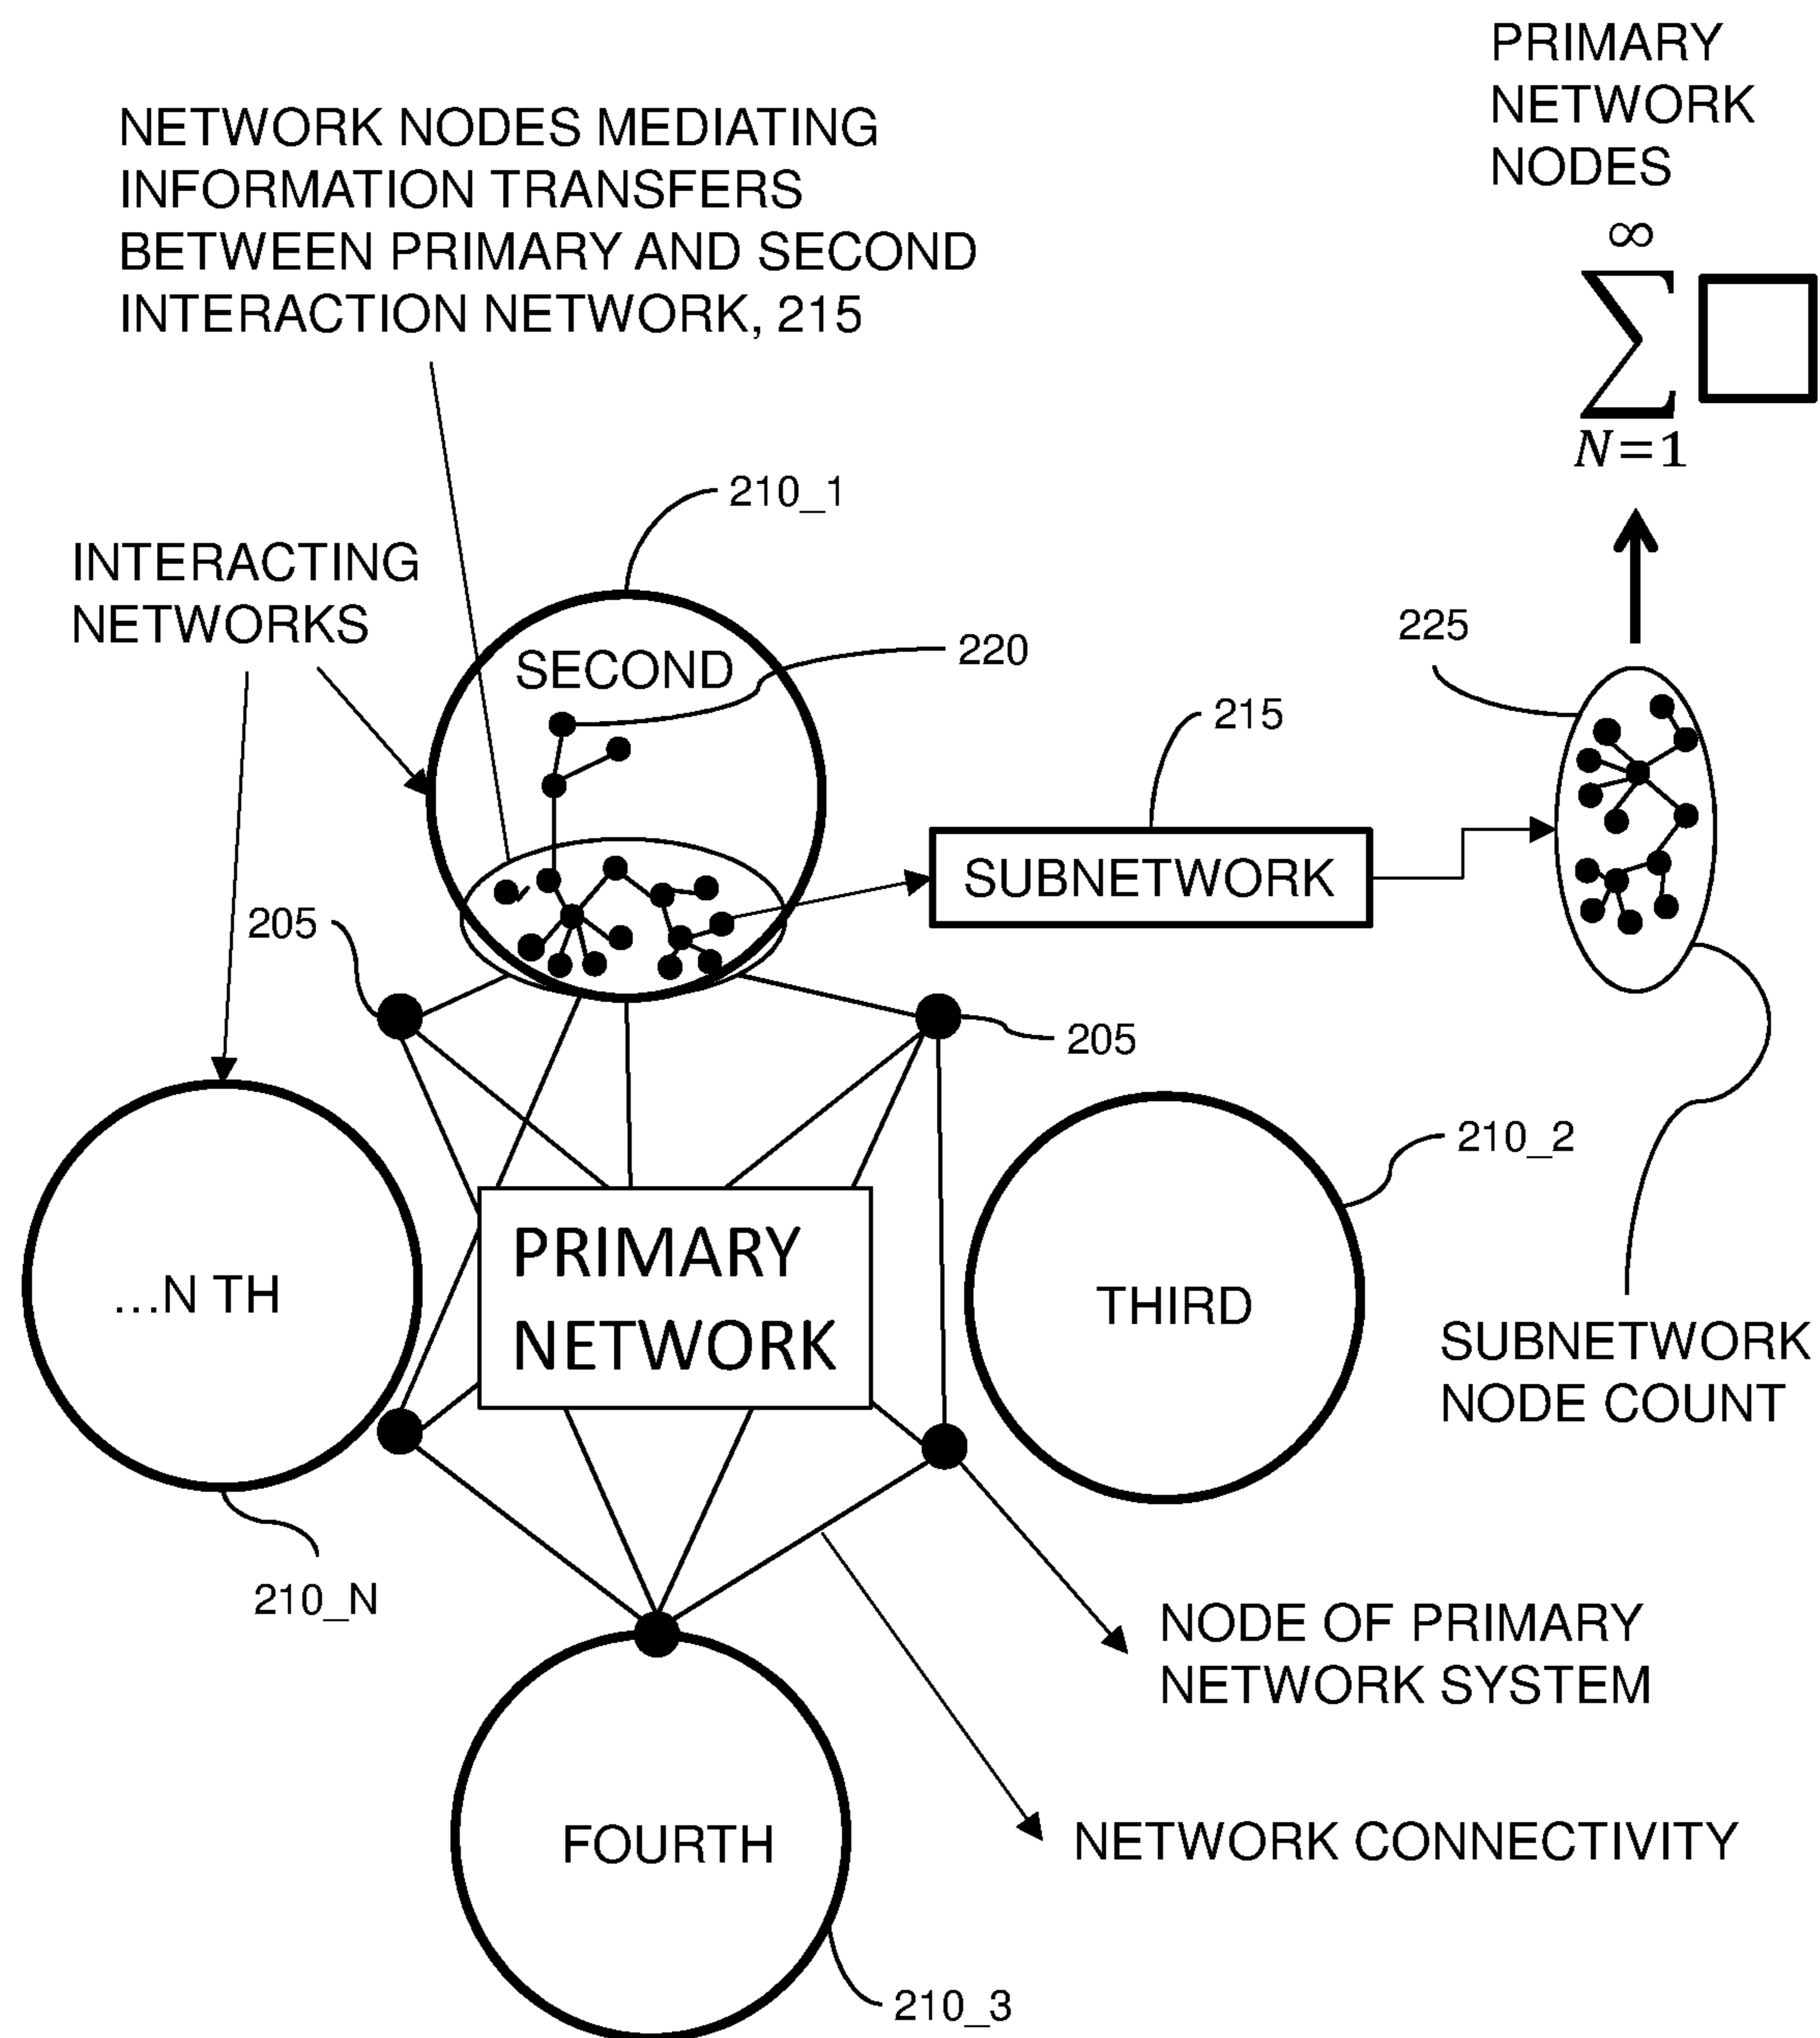 PRIMARY
NETWORK
NODES
∞
∑
N=1
NETWORK NODES MEDIATING
INFORMATION TRANSFERS
BETWEEN PRIMARY AND SECOND
INTERACTION NETWORK, 215
210_1
INTERACTING
NETWORKS
SECOND
220
225
215
SUBNETWORK
205
205
210_2
PRIMARY
NETWORK
...N TH
THIRD
SUBNETWORK
NODE COUNT
210_N
NODE OF PRIMARY
NETWORK SYSTEM
FOURTH
NETWORK CONNECTIVITY
210_3